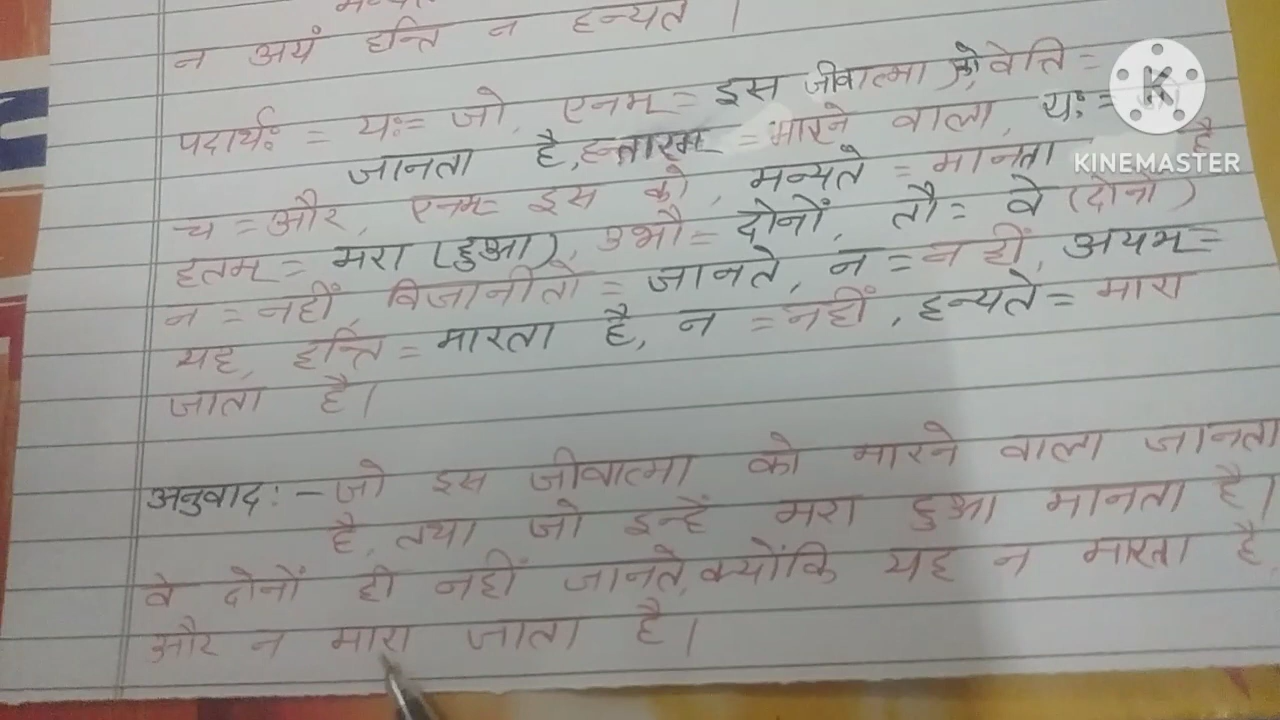 न अयं हन्ति न हन्यते ।
पदार्थः = यः= जो, एनम्= इस जीवात्मा को, वेत्ति =
जानता है, हन्तारम् = मारने वाला, यः =
च = और, एनम्= इस को, मन्यते = मानता है
हतम्= मरा (हुआ), उभौ= दोनों, तौ= वे (दोनों)
न = नहीं, विजानीतो = जानते, न = नहीं, अयम=
यह, हन्ति = मारता है, न = नहीं, हन्यते= मारा
जाता है।
अनुवाद: - जो इस जीवात्मा को मारने वाला जानता
है, तथा जो इन्हें मरा हुआ मानता है।
वे दोनों ही नहीं जानते, क्योंकि यह न मारता है,
और न मारा जाता है।
K
KINEMASTER